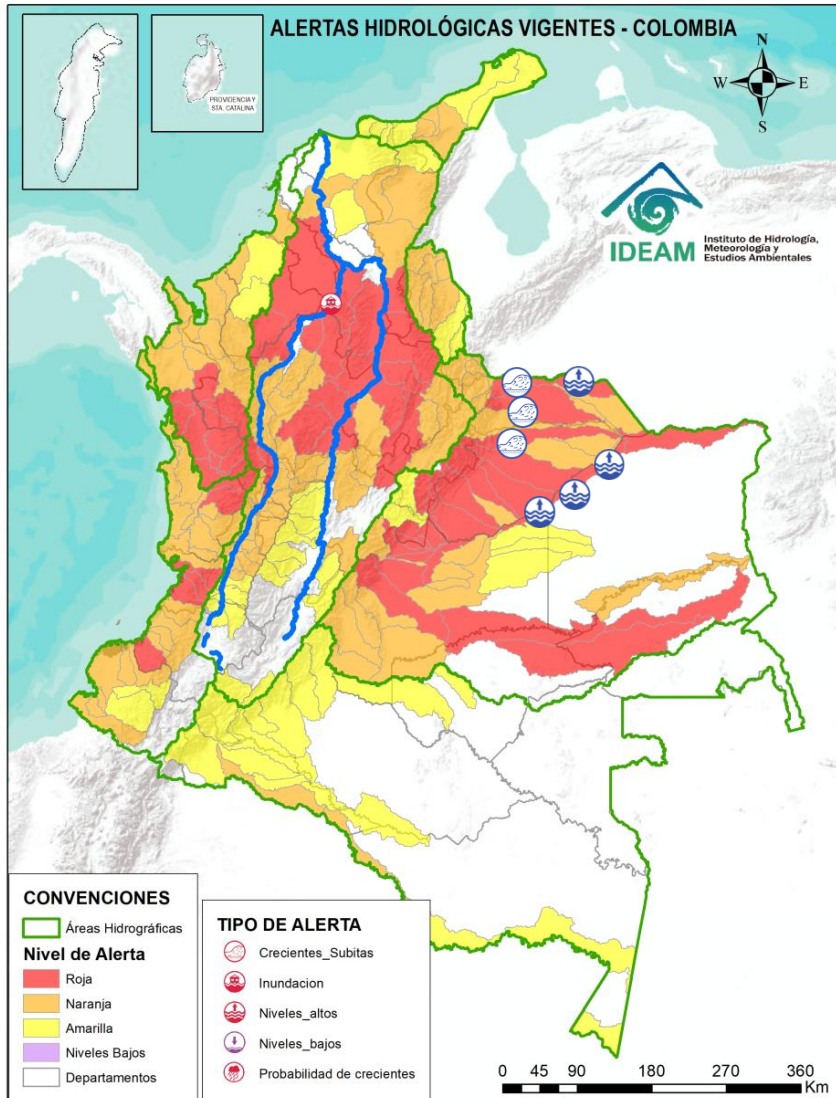 ALERTAS HIDROLÓGICAS VIGENTES - COLOMBIA
PROVIDENCIA Y
STA. CATALINA
N
W
E
S
IDEAM
Instituto de Hidrología,
Meteorología y
Estudios Ambientales
CONVENCIONES
Áreas Hidrográficas
Nivel de Alerta
Roja
Naranja
Amarilla
Niveles Bajos
Departamentos
TIPO DE ALERTA
Crecientes_Subitas
Inundacion
Niveles_altos
Niveles_bajos
Probabilidad de crecientes
0 45 90 180 270 360
Km